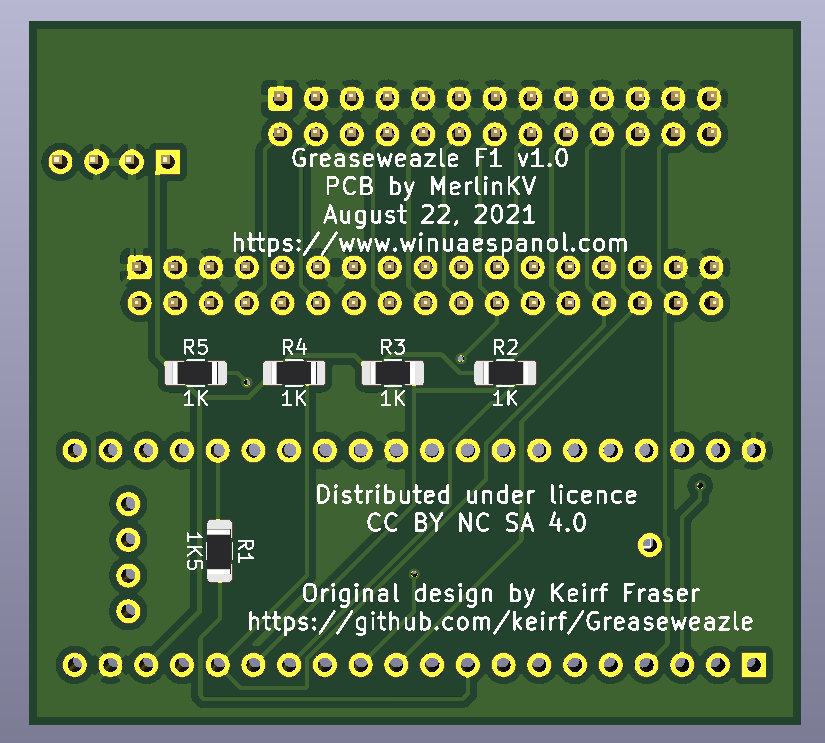 Greaseweazle F1 v1.0
PCB by MerlinKV
August 22, 2021
https://www.winuaespanol.com
R5 R4 R3 R2
1K 1K 1K 1K
Distributed under licence
CC BY NC SA 4.0
R1
1K5
Original design by Keirf Fraser
https://github.com/keirf/Greaseweazle